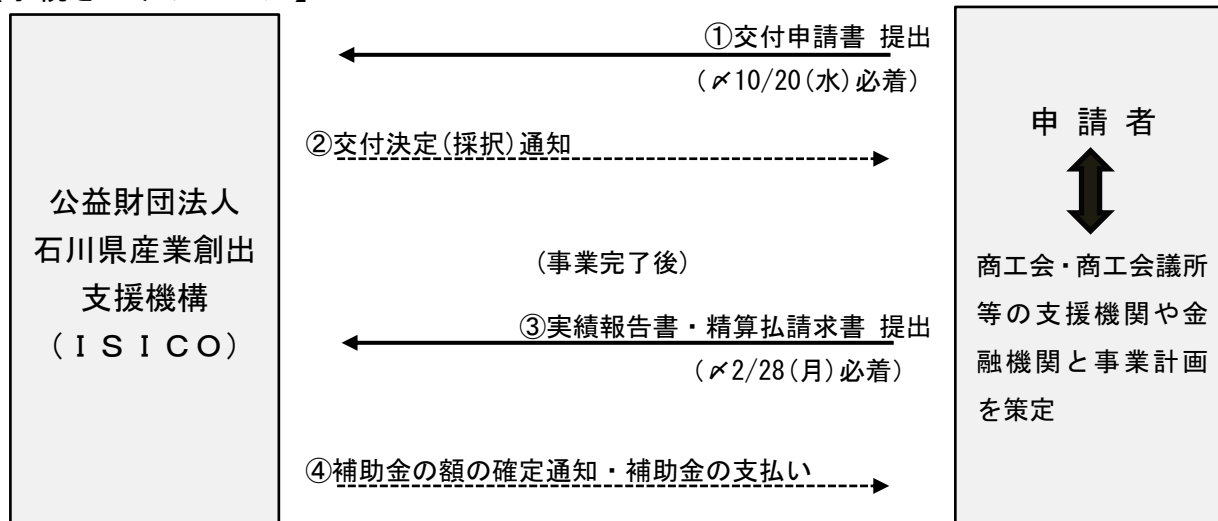 公益財団法人
石川県産業創出
支援機構
(ISICO)
①交付申請書 提出
(〆10/20(水)必着)
②交付決定(採択)通知
(事業完了後)
③実績報告書・精算払請求書 提出
(〆2/28(月)必着)
④補助金の額の確定通知・補助金の支払い
申請者
商工会・商工会議所
等の支援機関や金
融機関と事業計画
を策定